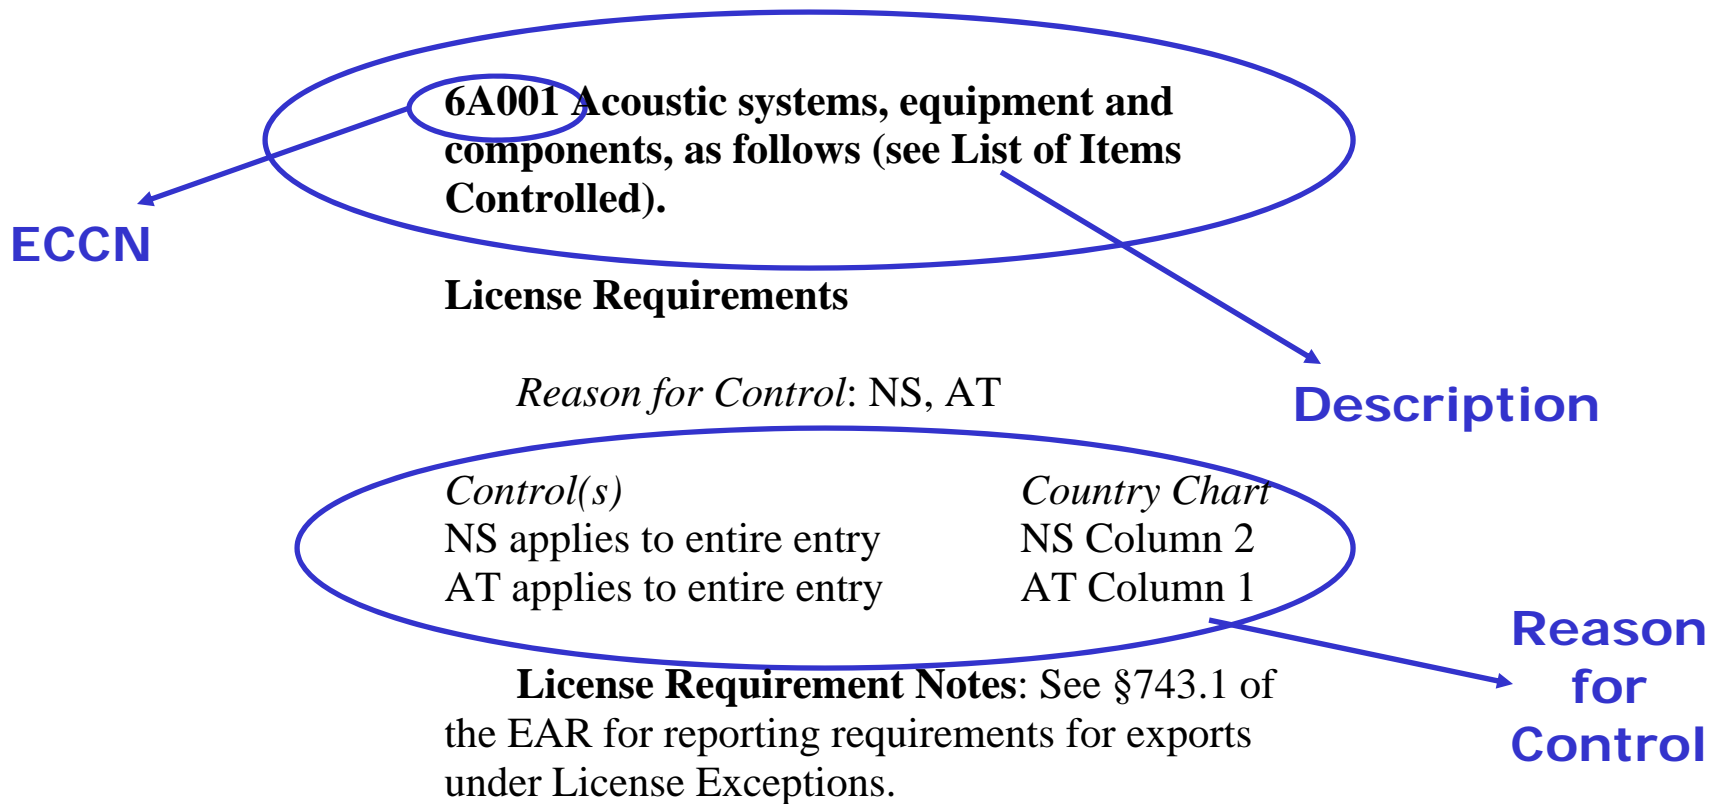 6A001 Acoustic systems, equipment and
components, as follows (see List of Items
Controlled).
ECCN
License Requirements
Reason for Control: NS, AT
Description
Control(s) Country Chart
NS applies to entire entry NS Column 2
AT applies to entire entry AT Column 1
Reason
for
Control
License Requirement Notes: See §743.1 of
the EAR for reporting requirements for exports
under License Exceptions.